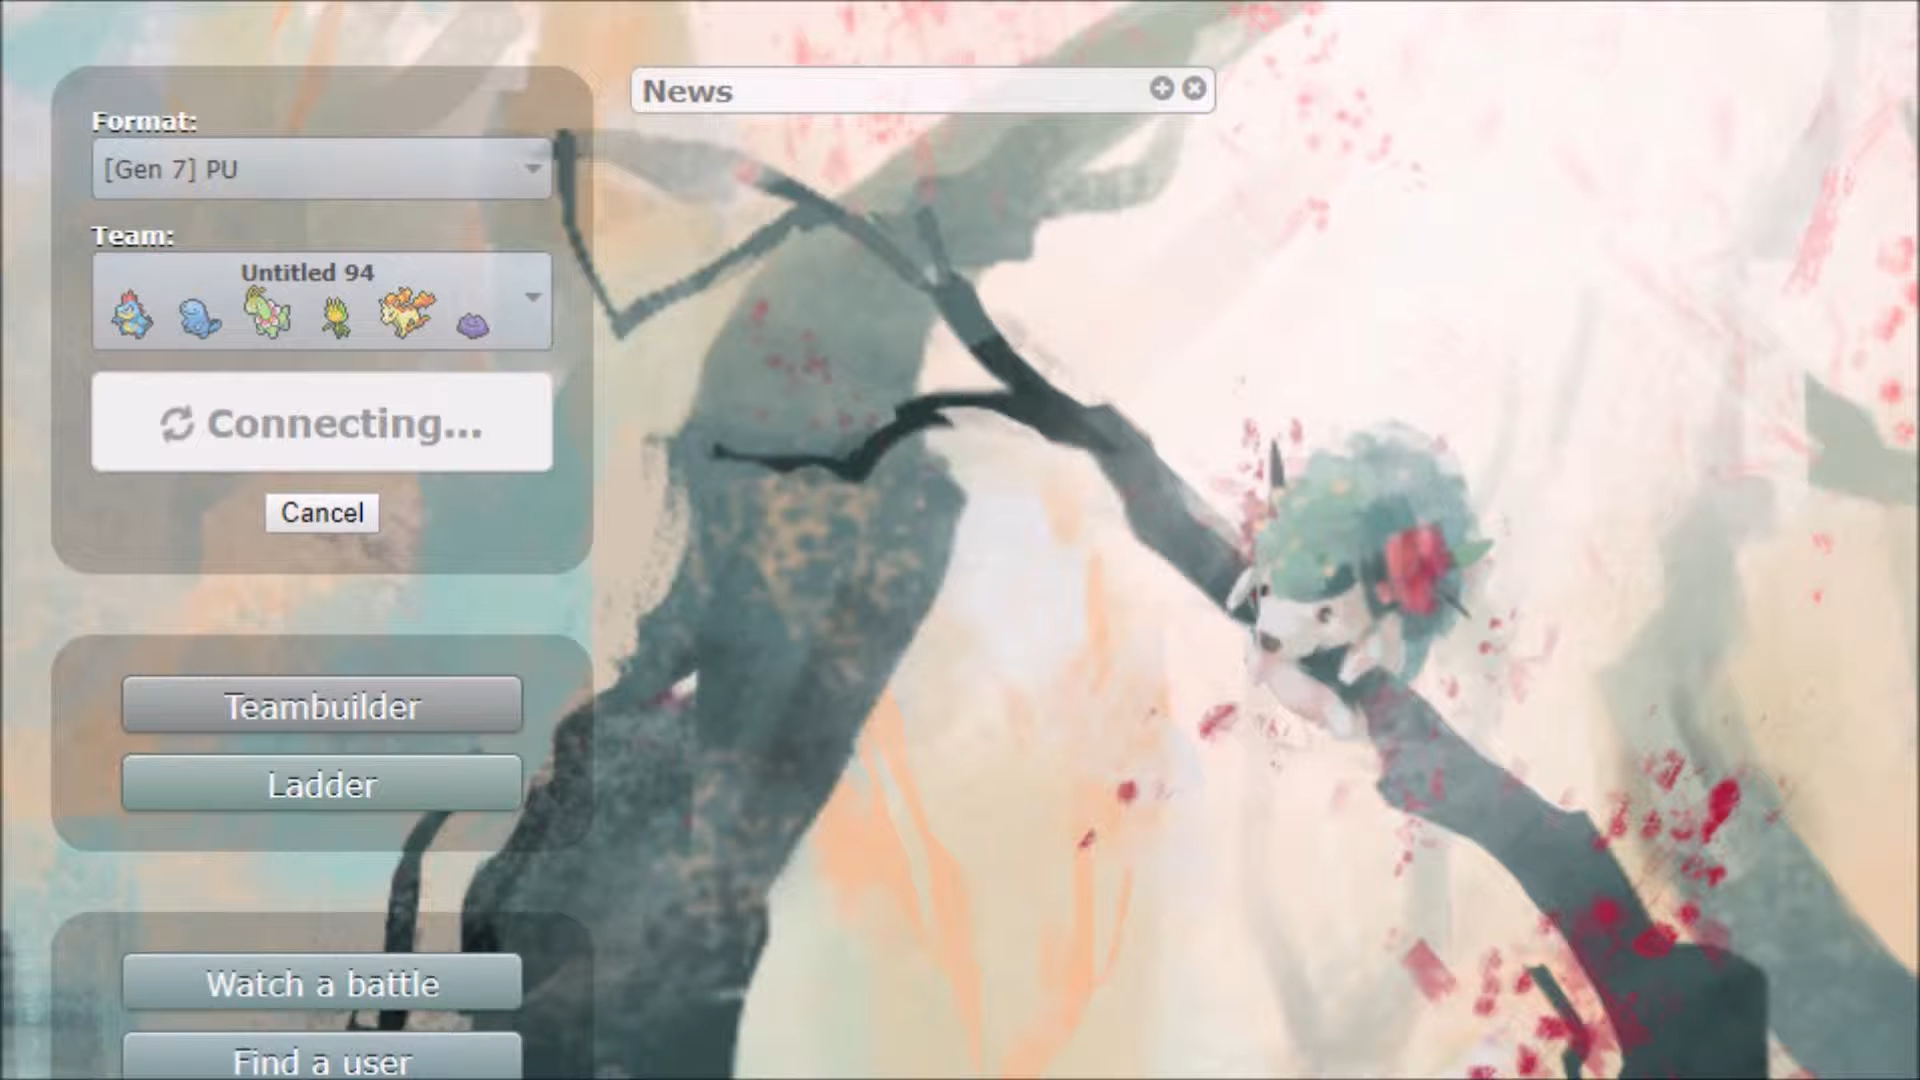 Format:
[Gen 7] PU
Team:
Untitled 94
Connecting...
Cancel
Teambuilder
Ladder
Watch a battle
Find a user
News